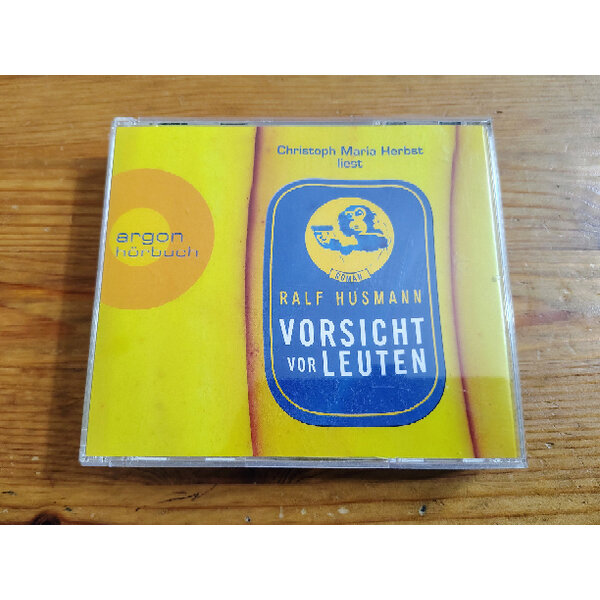 Christoph Maria Herbst
liest
argon
hörbuch
ROMAN
RALF HUSMANN
VORSICHT
VOR LEUTEN